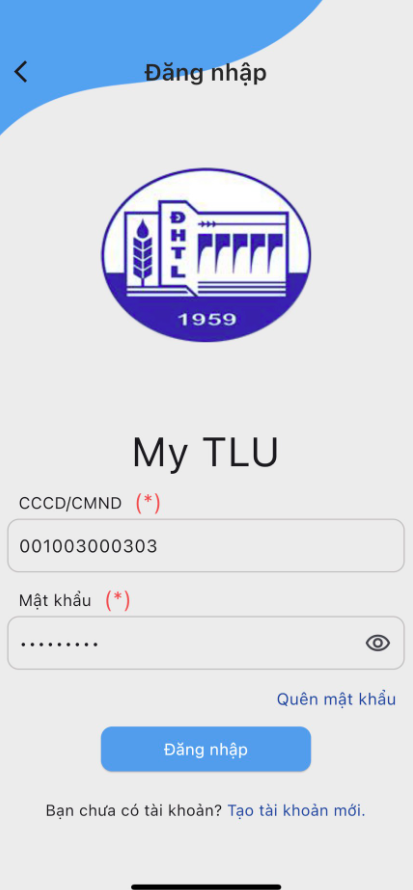 Đăng nhập
ĐHTL
1959
My TLU
CCCD/CMND (*)
001003000303
Mật khẩu (*)
•••••••••
Quên mật khẩu
Đăng nhập
Bạn chưa có tài khoản? Tạo tài khoản mới.